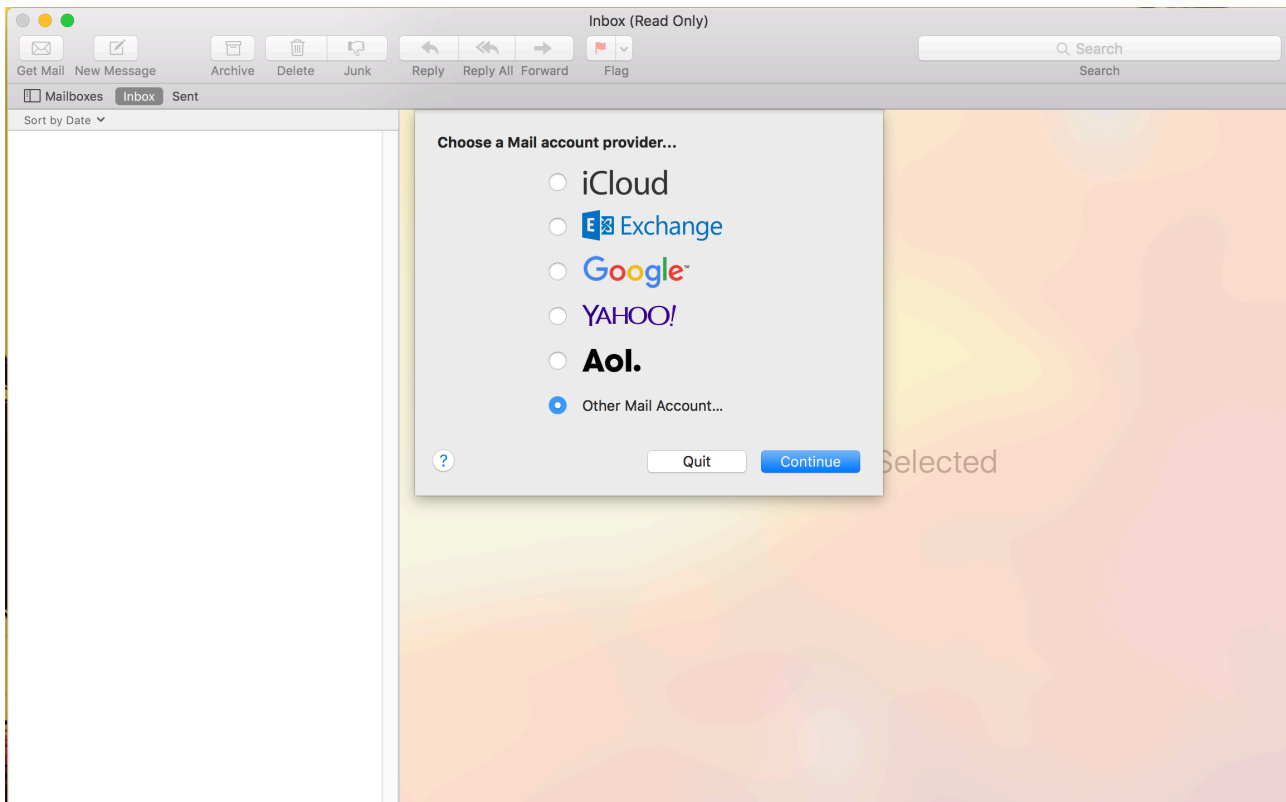 Inbox (Read Only)
Search
Get Mail New Message Archive Delete Junk Reply Reply All Forward Flag Search
Mailboxes Inbox Sent
Sort by Date
Choose a Mail account provider...
iCloud
E Exchange
Google™
YAHOO!
Aol.
Other Mail Account...
? Quit Continue
Selected